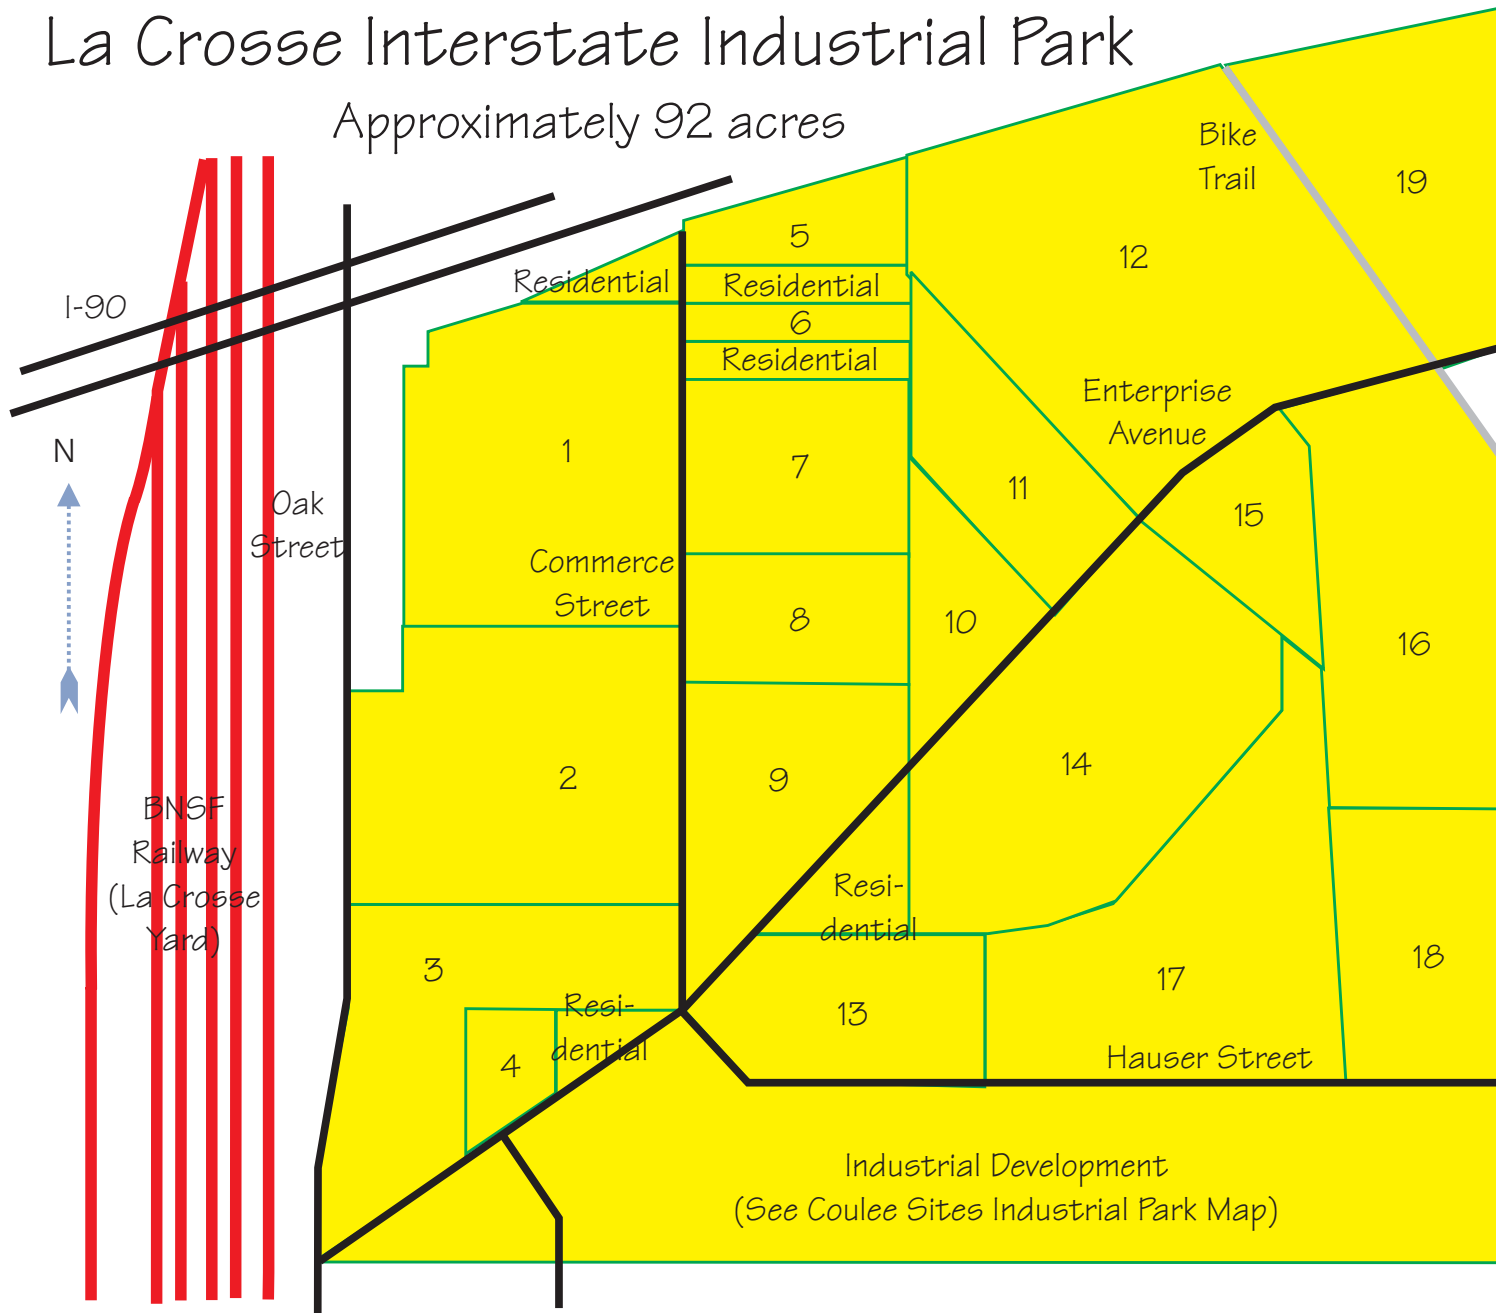 La Crosse Interstate Industrial Park
Approximately 92 acres
Bike
Trail
19
5
12
Residential
Residential
I-90
6
Residential
Enterprise
Avenue
N
1
7
11
Oak
Street
15
Commerce
Street
8
10
16
2
9
14
BNSF
Railway
(La Crosse
Yard)
Resi-
dential
3
17
18
Resi-
dential
13
4
Hauser Street
Industrial Development
(See Coulee Sites Industrial Park Map)